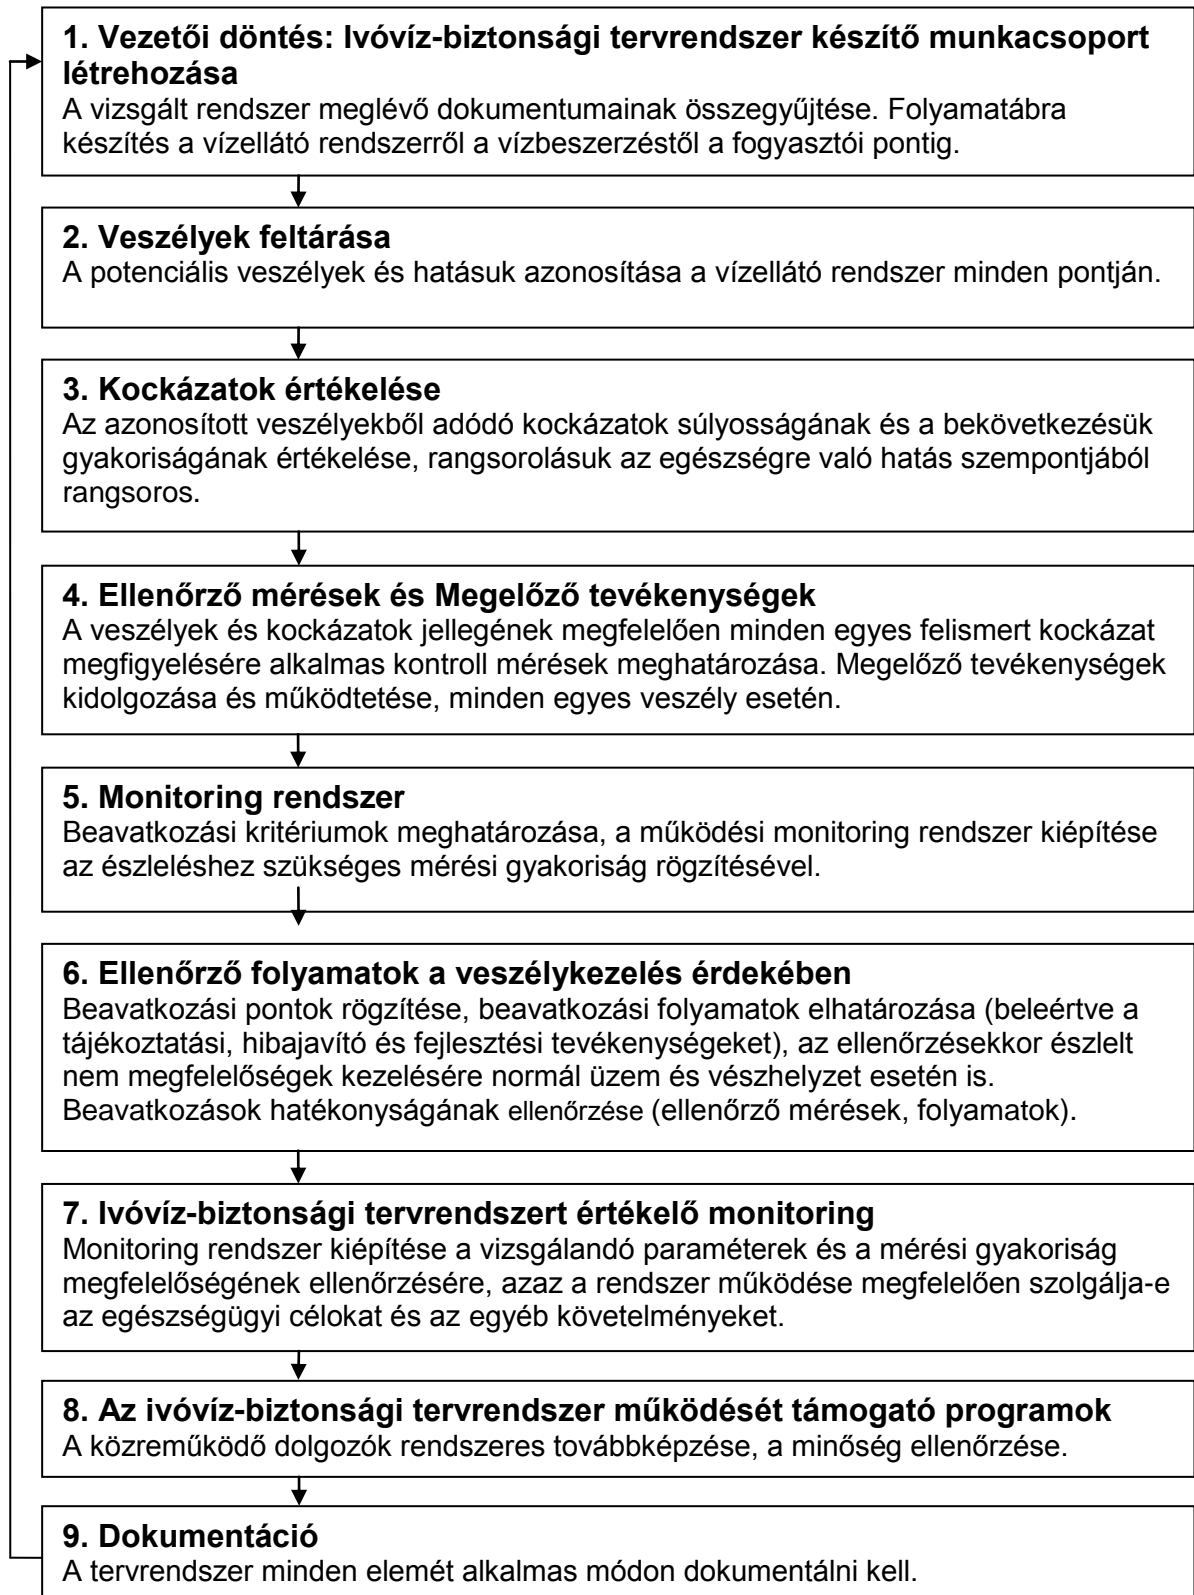 1. Vezetői döntés: Ivóvíz-biztonsági tervrendszer készítő munkacsoport
létrehozása
A vizsgált rendszer meglévő dokumentumainak összegyűjtése. Folyamatábra
készítés a vízellátó rendszerről a vízbeszerzéstől a fogyasztói pontig.
2. Veszélyek feltárása
A potenciális veszélyek és hatásuk azonosítása a vízellátó rendszer minden pontján.
3. Kockázatok értékelése
Az azonosított veszélyekből adódó kockázatok súlyosságának és a bekövetkezésük
gyakoriságának értékelése, rangsorolásuk az egészségre való hatás szempontjából
rangsoros.
4. Ellenőrző mérések és Megelőző tevékenységek
A veszélyek és kockázatok jellegének megfelelően minden egyes felismert kockázat
megfigyelésére alkalmas kontroll mérések meghatározása. Megelőző tevékenységek
kidolgozása és működtetése, minden egyes veszély esetén.
5. Monitoring rendszer
Beavatkozási kritériumok meghatározása, a működési monitoring rendszer kiépítése
az észleléshez szükséges mérési gyakoriság rögzítésével.
6. Ellenőrző folyamatok a veszélykezelés érdekében
Beavatkozási pontok rögzítése, beavatkozási folyamatok elhatározása (beleértve a
tájékoztatási, hibajavító és fejlesztési tevékenységeket), az ellenőrzésekkor észlelt
nem megfelelőségek kezelésére normál üzem és vészhelyzet esetén is.
Beavatkozások hatékonyságának ellenőrzése (ellenőrző mérések, folyamatok).
7. Ivóvíz-biztonsági tervrendszert értékelő monitoring
Monitoring rendszer kiépítése a vizsgálandó paraméterek és a mérési gyakoriság
megfelelőségének ellenőrzésére, azaz a rendszer működése megfelelően szolgálja-e
az egészségügyi célokat és az egyéb követelményeket.
8. Az ivóvíz-biztonsági tervrendszer működését támogató programok
A közreműködő dolgozók rendszeres továbbképzése, a minőség ellenőrzése.
9. Dokumentáció
A tervrendszer minden elemét alkalmas módon dokumentálni kell.